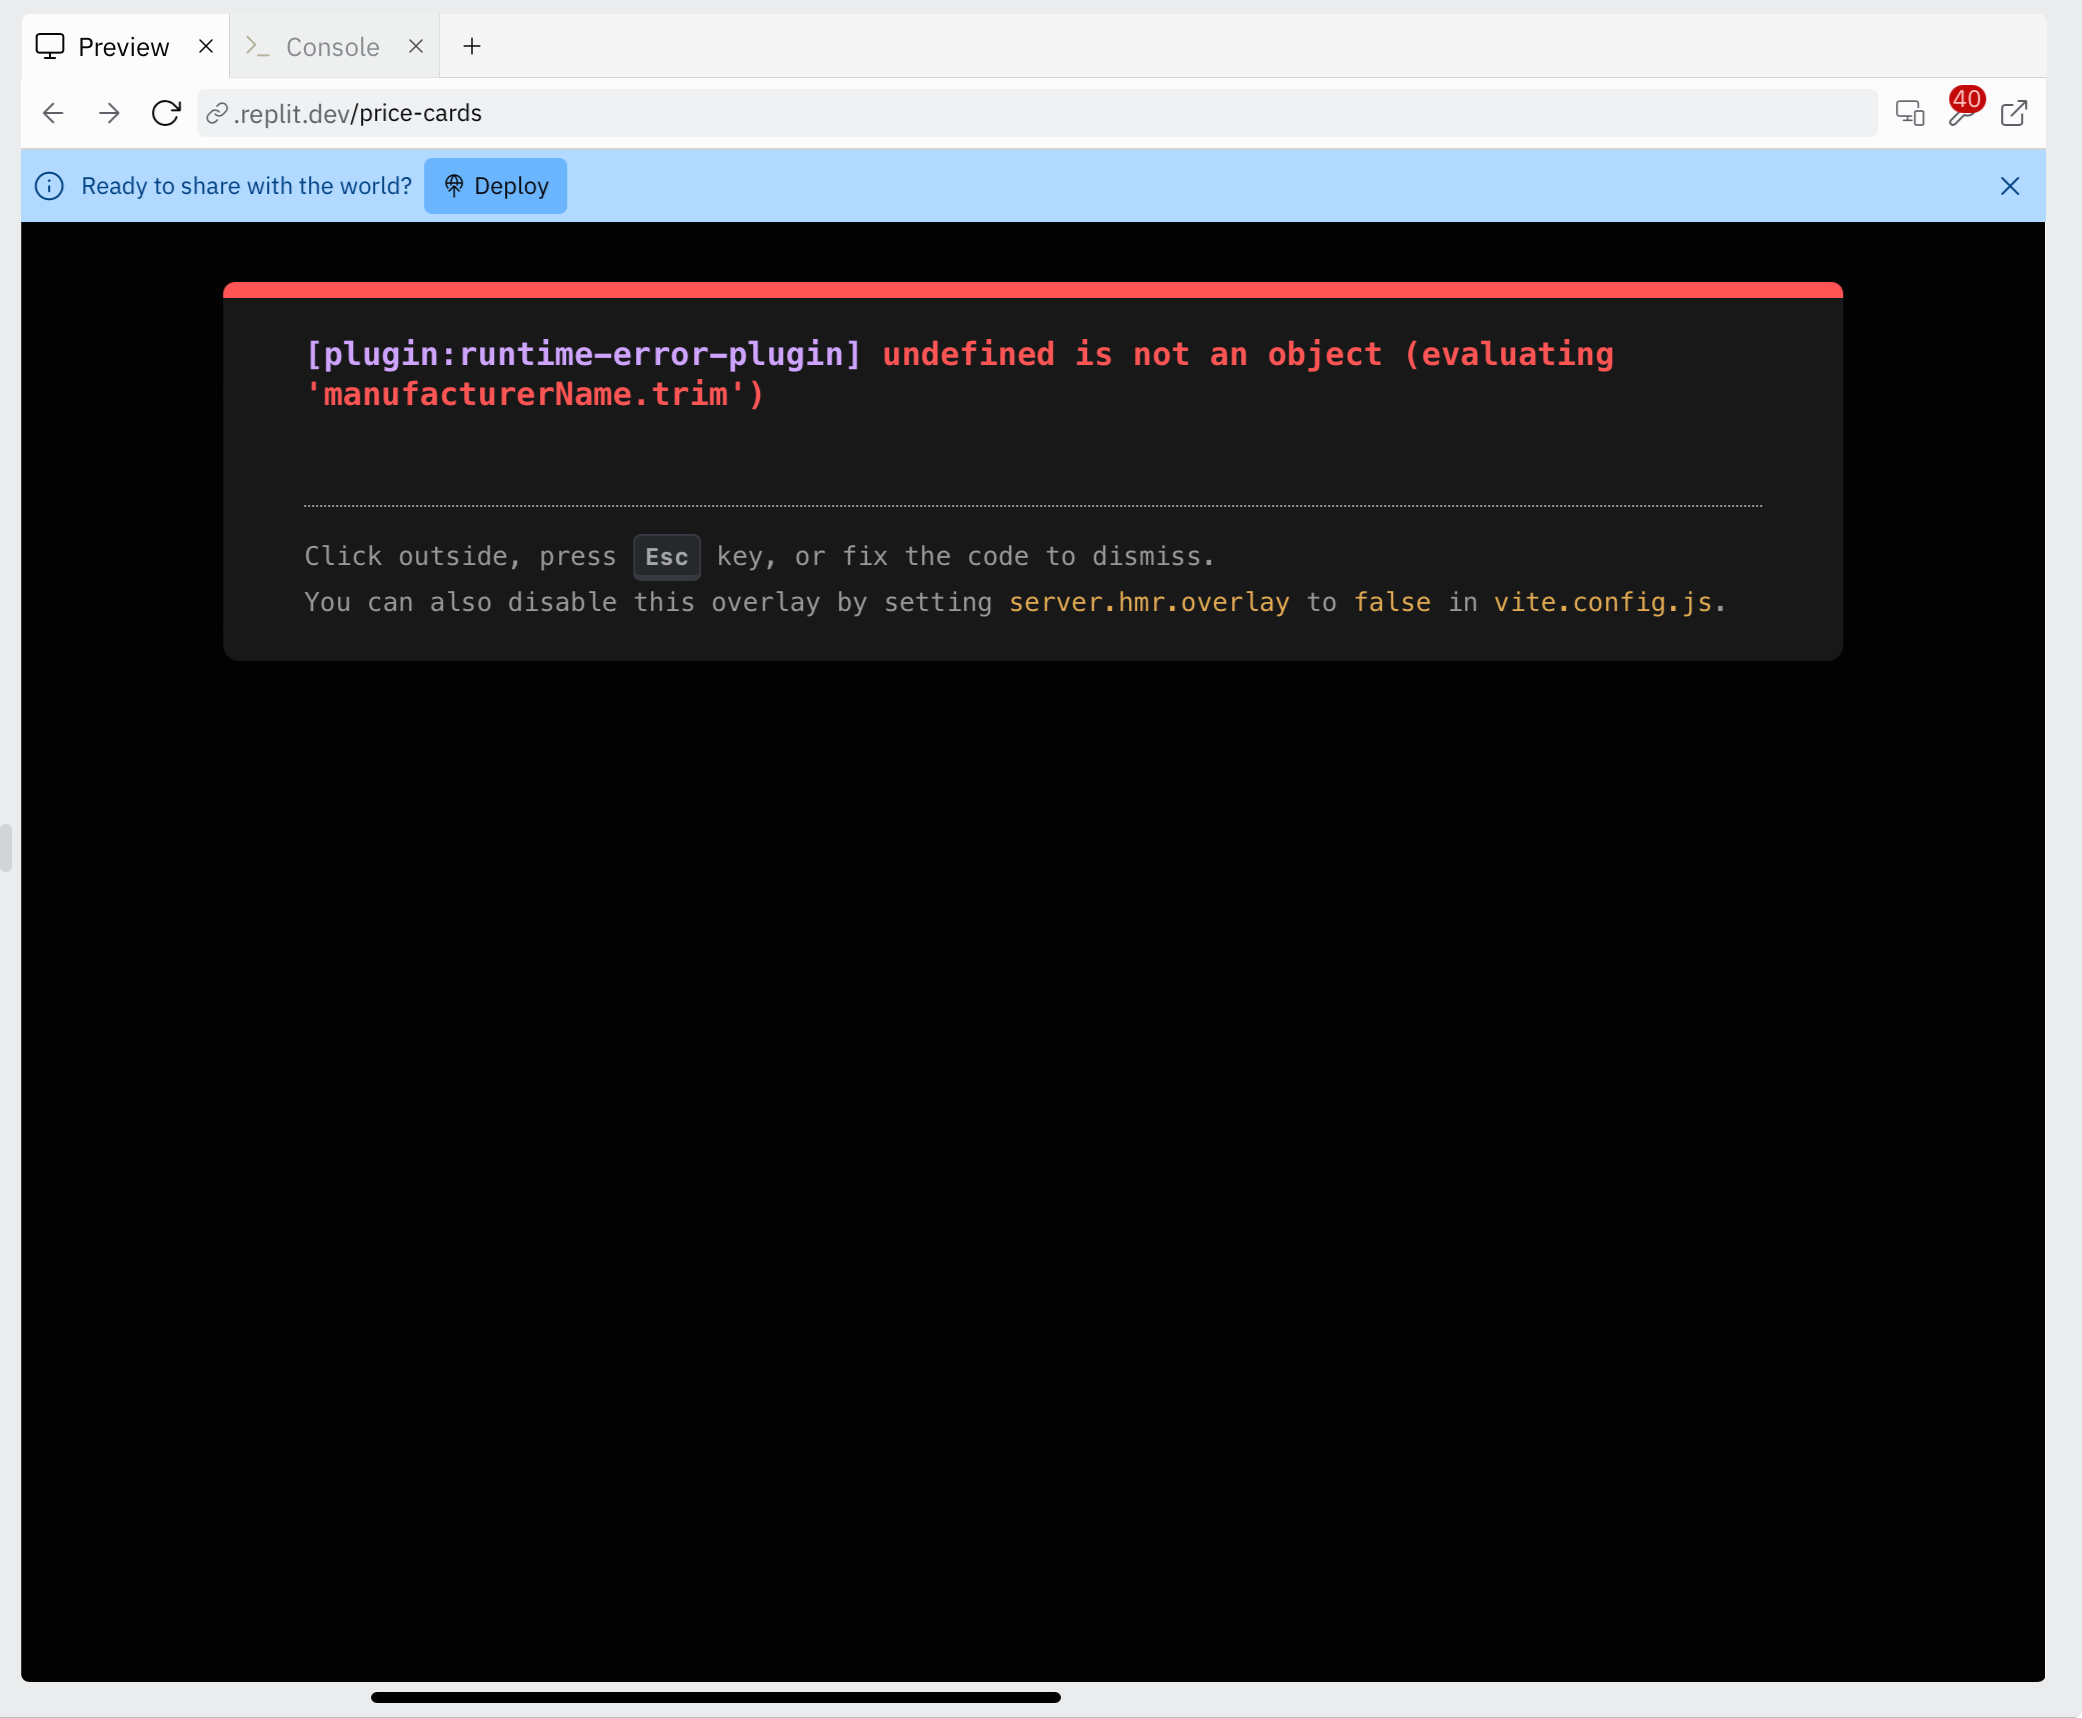 Preview
Console
.replit.dev/price-cards
40
Ready to share with the world?
Deploy
[plugin:runtime-error-plugin] undefined is not an object (evaluating
'manufacturerName.trim')
Click outside, press Esc key, or fix the code to dismiss.
You can also disable this overlay by setting server.hmr.overlay to false in vite.config.js.